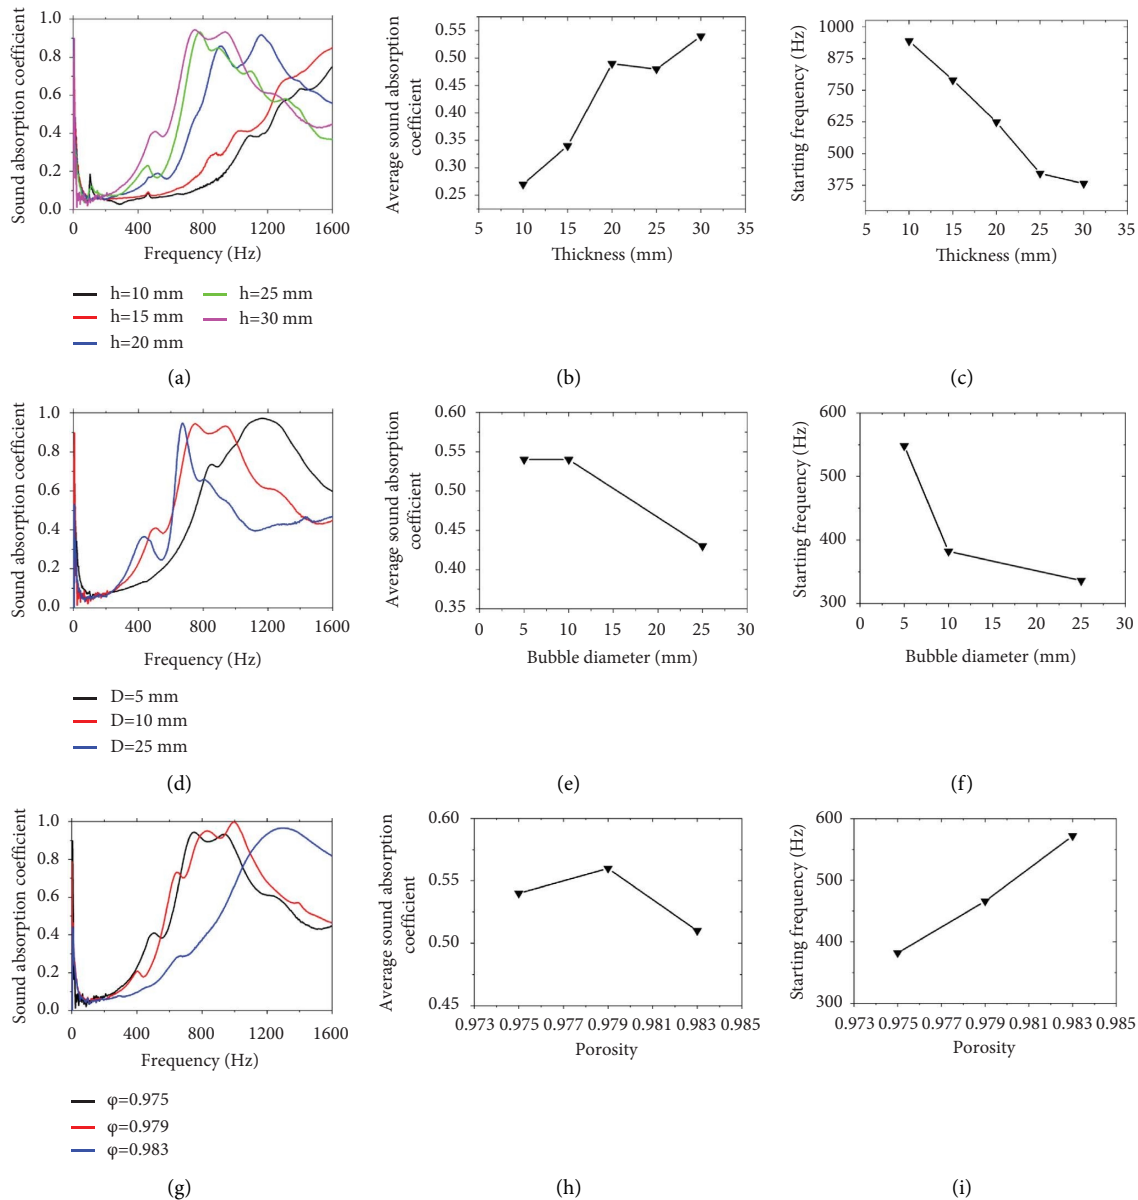 Sound absorption coefficient
1.0
0.8
0.6
0.4
0.2
0.0
0 400 800 1200 1600
Frequency (Hz)
h=10 mm
h=15 mm
h=20 mm
h=25 mm
h=30 mm
(a)
Average sound absorption
coefficient
0.55
0.50
0.45
0.40
0.35
0.30
0.25
5 10 15 20 25 30 35
Thickness (mm)
(b)
Starting frequency (Hz)
1000
875
750
625
500
375
5 10 15 20 25 30 35
Thickness (mm)
(c)
Sound absorption coefficient
1.0
0.8
0.6
0.4
0.2
0.0
0 400 800 1200 1600
Frequency (Hz)
D=5 mm
D=10 mm
D=25 mm
(d)
Average sound absorption
coefficient
0.60
0.55
0.50
0.45
0.40
0.35
0 5 10 15 20 25 30
Bubble diameter (mm)
(e)
Starting frequency (Hz)
600
500
400
300
0 5 10 15 20 25 30
Bubble diameter (mm)
(f)
Sound absorption coefficient
1.0
0.8
0.6
0.4
0.2
0.0
0 400 800 1200 1600
Frequency (Hz)
φ=0.975
φ=0.979
φ=0.983
(g)
Average sound absorption
coefficient
0.60
0.55
0.50
0.45
0.973 0.975 0.977 0.979 0.981 0.983 0.985
Porosity
(h)
Starting frequency (Hz)
600
500
400
300
0.973 0.975 0.977 0.979 0.981 0.983 0.985
Porosity
(i)